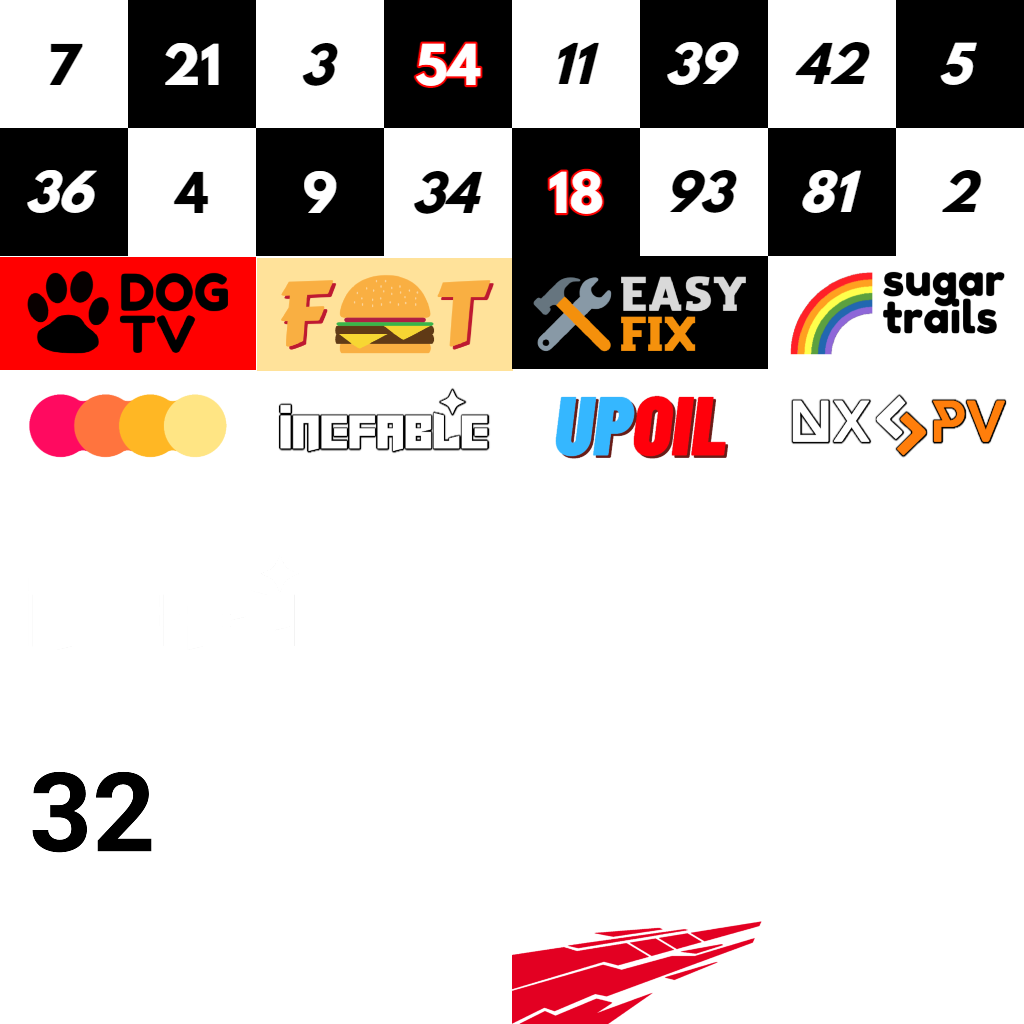 7 21 3 54 11 39 42 5
36 4 9 34 18 93 81 2
DOG
TV
F T
EASY
FIX
sugar
trails
INEFABLE
UPOIL
NX PV
32